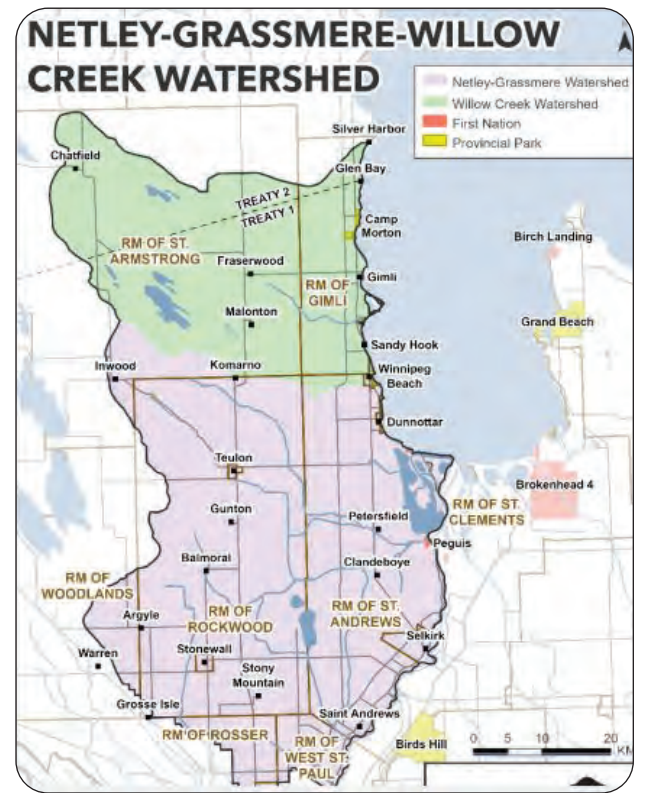 NETLEY-GRASSMERE-WILLOW
CREEK WATERSHED
Netley-Grassmere Watershed
Willow Creek Watershed
First Nation
Provincial Park
Silver Harbor
Chatfield
Glen Bay
TREATY 2
TREATY 1
Camp
Morton
Birch Landing
RM OF ST.
ARMSTRONG
Fraserwood
Gimli
RM OF
GIMLI
Malonton
Grand Beach
Sandy Hook
Inwood
Komarno
Winnipeg
Beach
Dunnottar
Teulon
Brokenhead 4
Gunton
Petersfield
RM OF ST.
CLEMENTS
Peguis
Balmoral
Clandeboye
RM OF
WOODLANDS
Argyle
RM OF
ROCKWOOD
RM OF ST.
ANDREWS
Selkirk
Warren
Stonewall
Stony
Mountain
Grosse Isle
Saint Andrews
RM OF ROSSER
RM OF
WEST ST.
PAUL
Birds Hill
0 5 10 20
KM